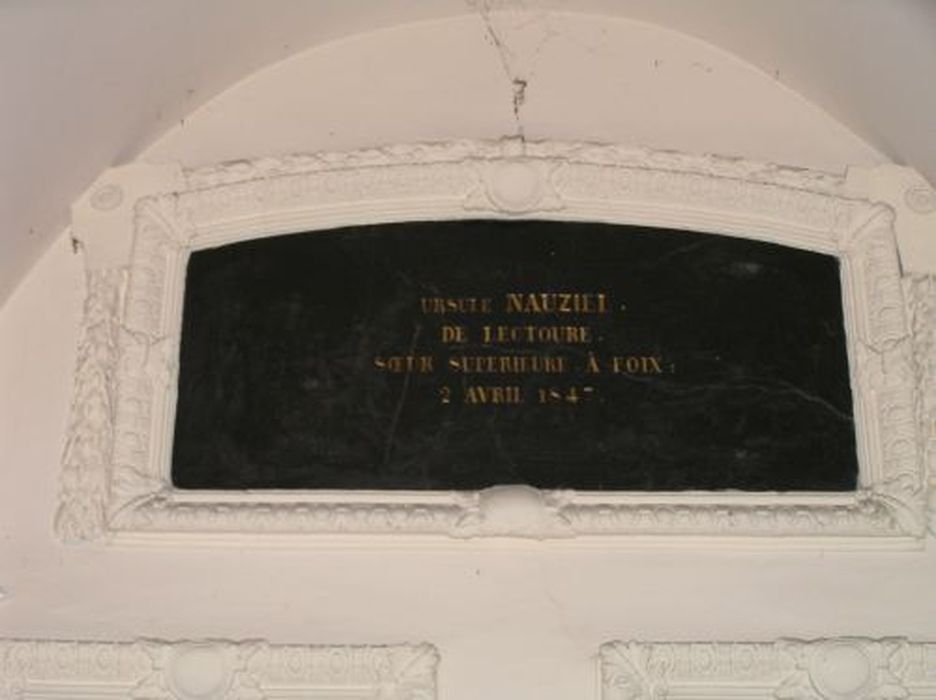 URSULE NAUZIEL.
DE LECTOURE.
SŒUR SUPERIEURE À FOIX:
2 AVRIL 1847.